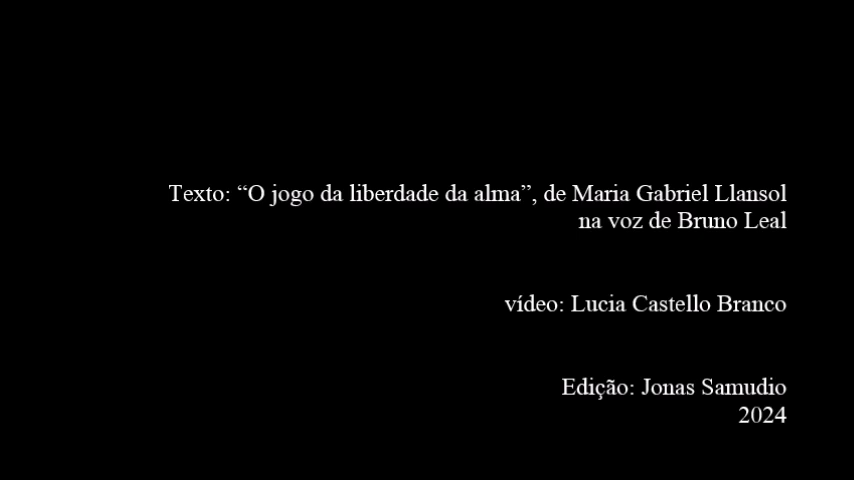 Texto: “O jogo da liberdade da alma”, de Maria Gabriel Llansol
na voz de Bruno Leal
vídeo: Lucia Castello Branco
Edição: Jonas Samudio
2024